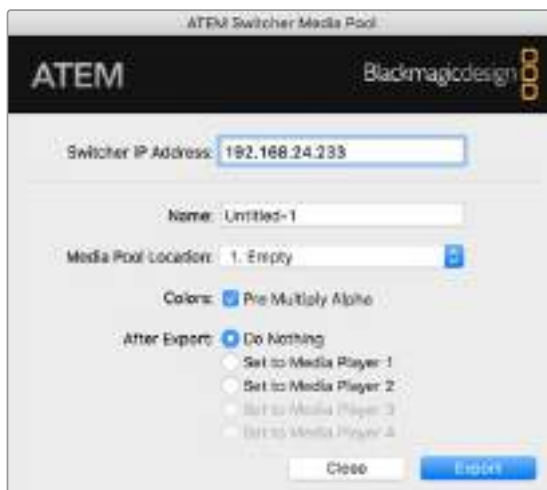 ATEM Switcher Media Pool
ATEM
Blackmagicdesign
Switcher IP Address: 192.168.24.233
Name: Untitled-1
Media Pool Location: 1. Empty
Colors: Pre Multiply Alpha
After Export: Do Nothing
Set to Media Player 1
Set to Media Player 2
Set to Media Player 3
Set to Media Player 4
Close Export